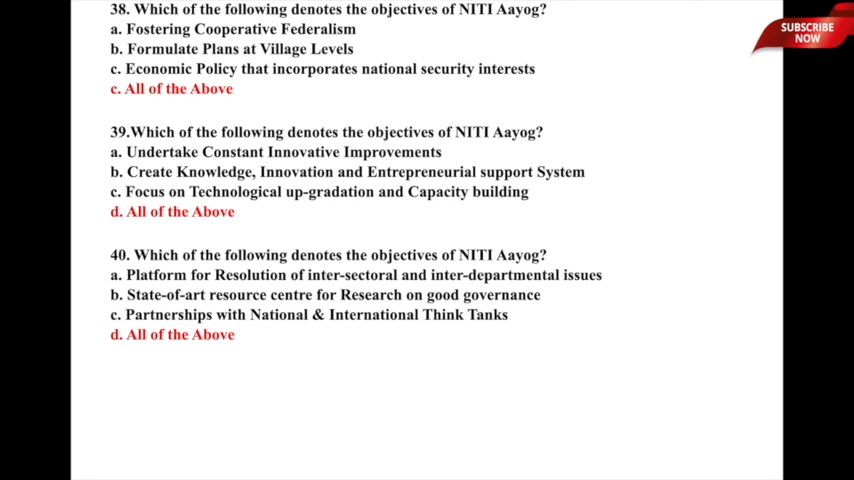 38. Which of the following denotes the objectives of NITI Aayog?
a. Fostering Cooperative Federalism
b. Formulate Plans at Village Levels
c. Economic Policy that incorporates national security interests
c. All of the Above
39.Which of the following denotes the objectives of NITI Aayog?
a. Undertake Constant Innovative Improvements
b. Create Knowledge, Innovation and Entrepreneurial support System
c. Focus on Technological up-gradation and Capacity building
d. All of the Above
40. Which of the following denotes the objectives of NITI Aayog?
a. Platform for Resolution of inter-sectoral and inter-departmental issues
b. State-of-art resource centre for Research on good governance
c. Partnerships with National & International Think Tanks
d. All of the Above
SUBSCRIBE
NOW